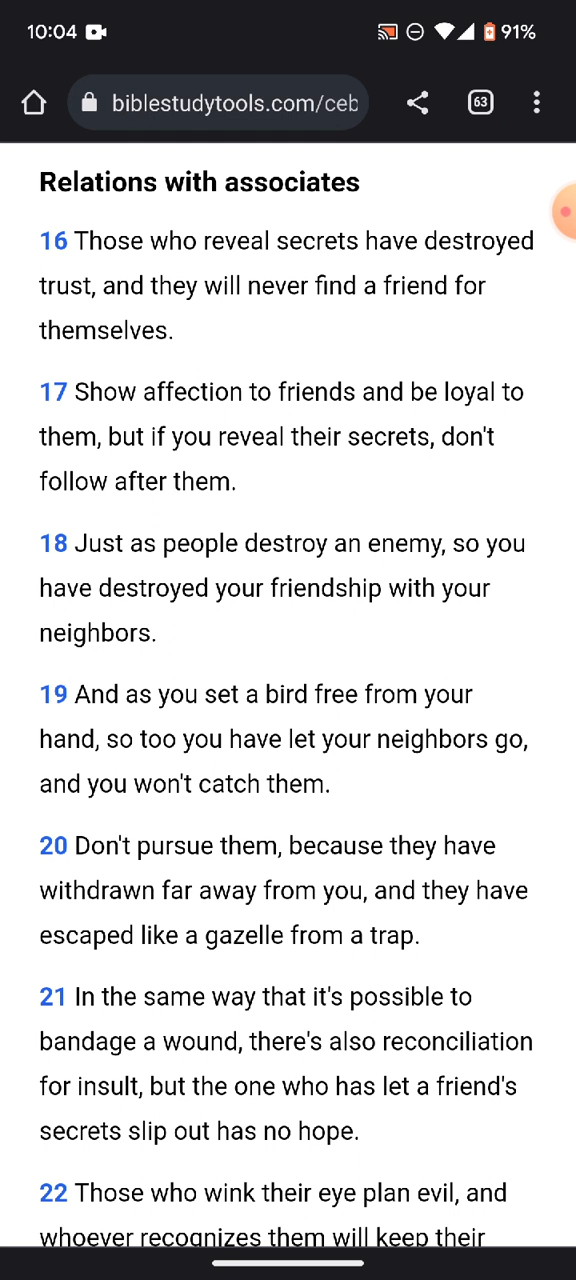 10:04
91%
biblestudytools.com/ceb
63
Relations with associates
16 Those who reveal secrets have destroyed
trust, and they will never find a friend for
themselves.
17 Show affection to friends and be loyal to
them, but if you reveal their secrets, don't
follow after them.
18 Just as people destroy an enemy, so you
have destroyed your friendship with your
neighbors.
19 And as you set a bird free from your
hand, so too you have let your neighbors go,
and you won't catch them.
20 Don't pursue them, because they have
withdrawn far away from you, and they have
escaped like a gazelle from a trap.
21 In the same way that it's possible to
bandage a wound, there's also reconciliation
for insult, but the one who has let a friend's
secrets slip out has no hope.
22 Those who wink their eye plan evil, and
whoever recognizes them will keep their